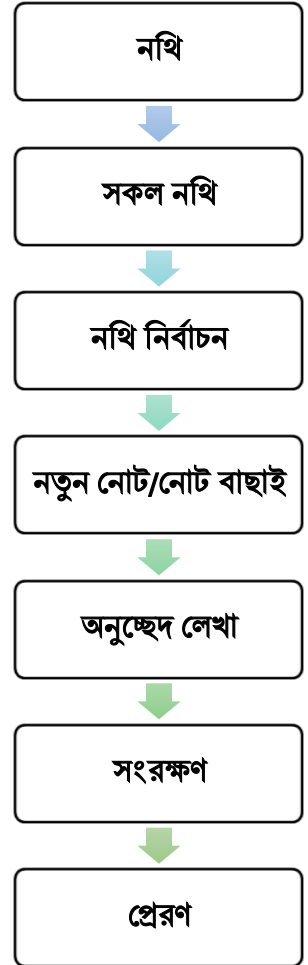 নথি
সকল নথি
নথি নির্বাচন
নতুন নোট/নোট বাছাই
অনুচ্ছেদ লেখা
সংরক্ষণ
প্রেরণ